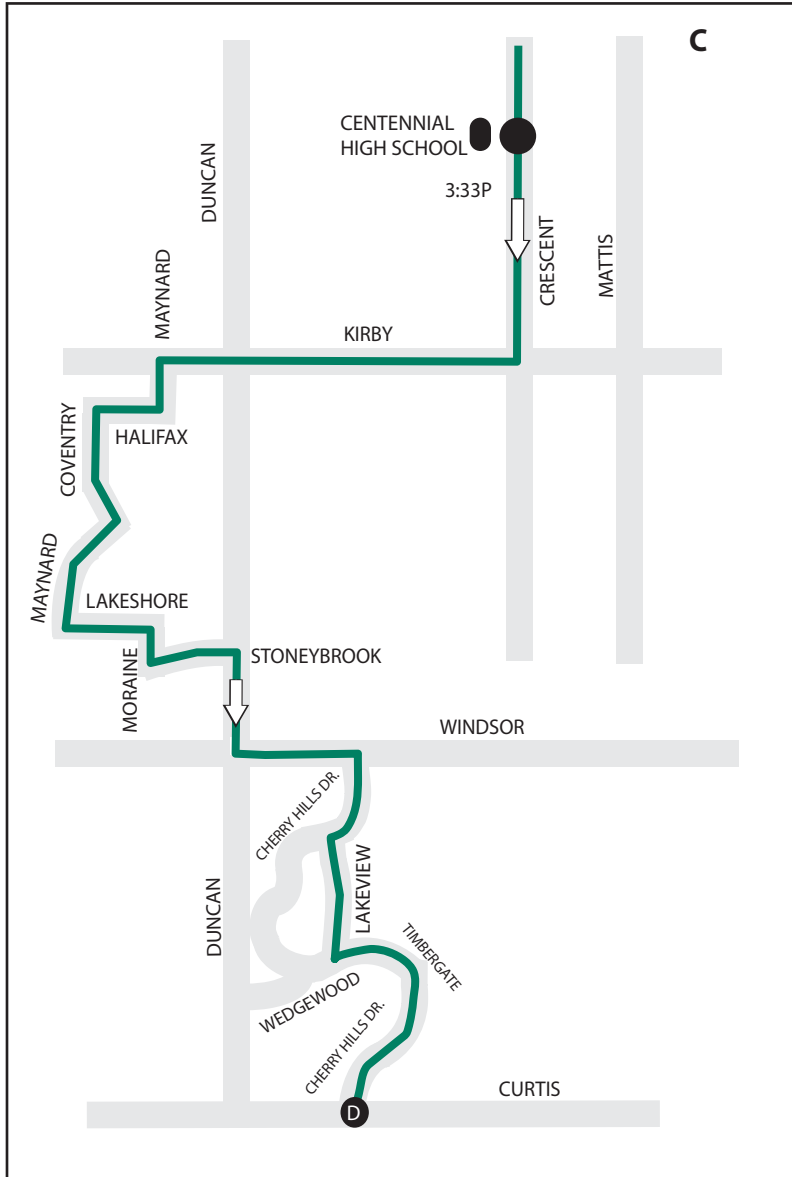 C
CENTENNIAL
HIGH SCHOOL
3:33P
DUNCAN
CRESCENT
MATTIS
MAYNARD
KIRBY
COVENTRY
HALIFAX
MAYNARD
LAKESHORE
MORAINE
STONEYBROOK
WINDSOR
CHERRY HILLS DR.
LAKEVIEW
DUNCAN
TIMBERGATE
WEDGEWOOD
CHERRY HILLS DR.
CURTIS
D